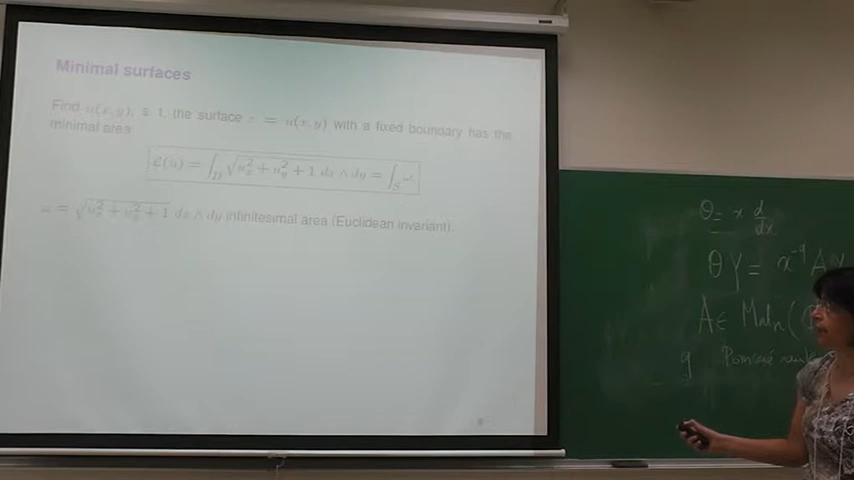 Minimal surfaces
Find u(x, y), s. t. the surface z = u(x, y) with a fixed boundary has the
minimal area:
ℒ(u) = ∫_D √(u_x² + u_y² + 1) dx ∧ dy = ∫_S ω.
ω = √(u_x² + u_y² + 1) dx ∧ dy infinitesimal area (Euclidean invariant).
θ = x d/dx
θY = x^{-q} A Y
A ∈ Mat_n(
q Poincaré rank